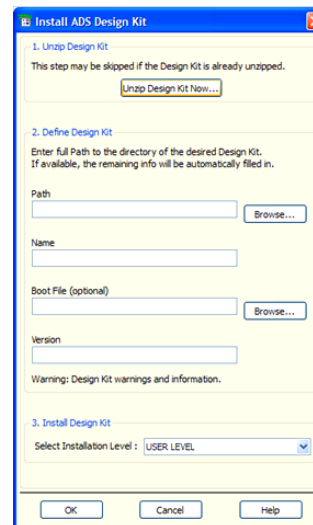 Install ADS Design Kit
1. Unzip Design Kit
This step may be skipped if the Design Kit is already unzipped.
Unzip Design Kit Now...
2. Define Design Kit
Enter full Path to the directory of the desired Design Kit.
If available, the remaining info will be automatically filled in.
Path
Browse...
Name
Boot File (optional)
Browse...
Version
Warning: Design Kit warnings and information.
3. Install Design Kit
Select Installation Level : USER LEVEL
OK Cancel Help